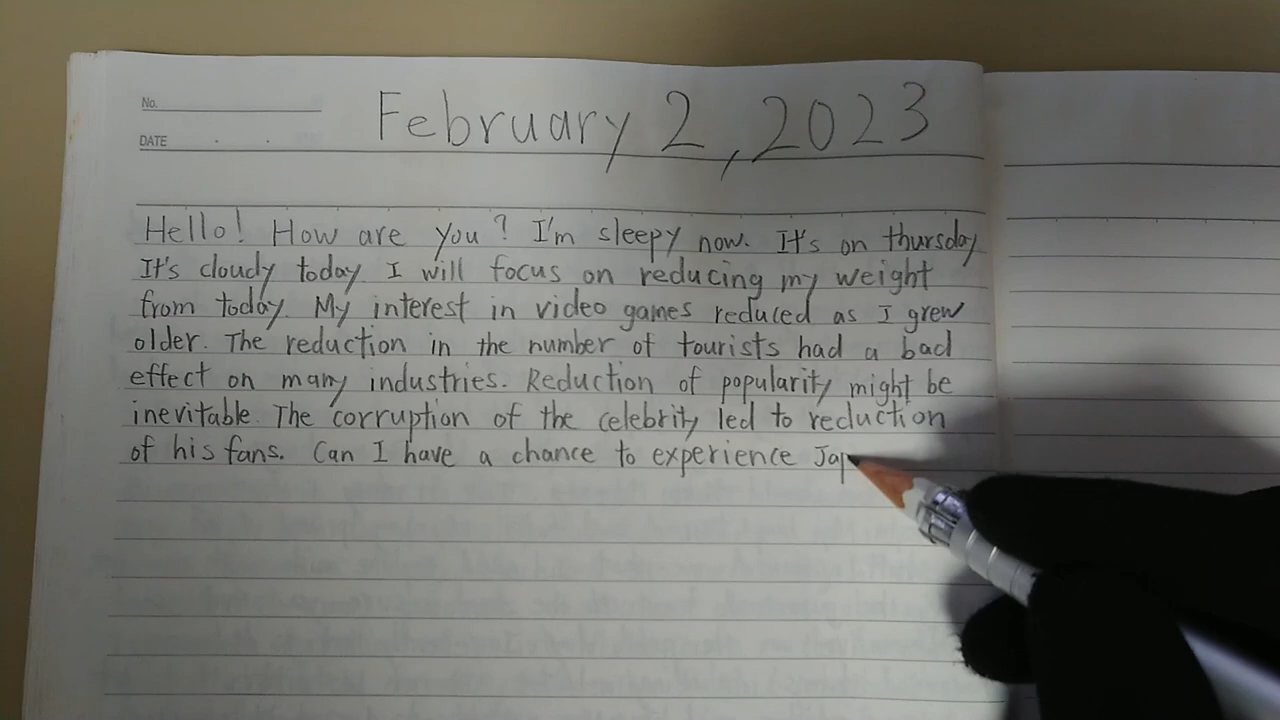 No.
February 2, 2023
DATE
Hello! How are you? I'm sleepy now. It's on thursday
It's cloudy today. I will focus on reducing my weight
from today. My interest in video games reduced as I grew
older. The reduction in the number of tourists had a bad
effect on many industries. Reduction of popularity might be
inevitable. The corruption of the celebrity led to reduction
of his fans. Can I have a chance to experience Jap